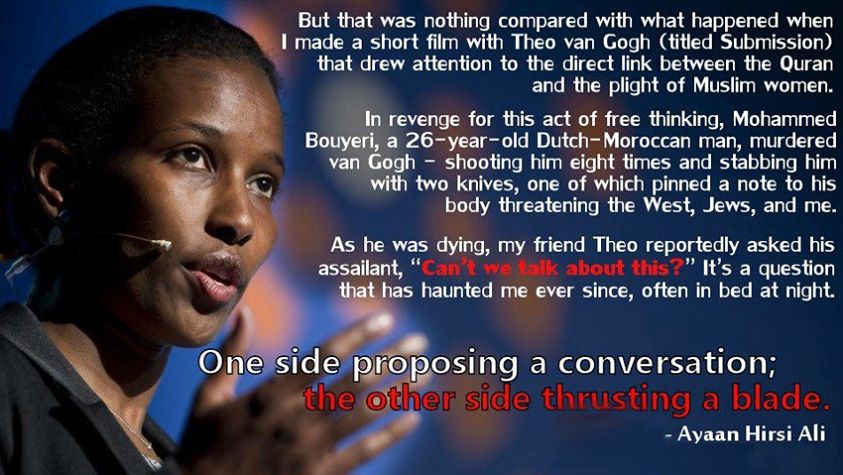 But that was nothing compared with what happened when
I made a short film with Theo van Gogh (titled Submission)
that drew attention to the direct link between the Quran
and the plight of Muslim women.
In revenge for this act of free thinking, Mohammed
Bouyeri, a 26-year-old Dutch-Moroccan man, murdered
van Gogh - shooting him eight times and stabbing him
with two knives, one of which pinned a note to his
body threatening the West, Jews, and me.
As he was dying, my friend Theo reportedly asked his
assailant, “Can't we talk about this?” It's a question
that has haunted me ever since, often in bed at night.
One side proposing a conversation;
the other side thrusting a blade.
- Ayaan Hirsi Ali